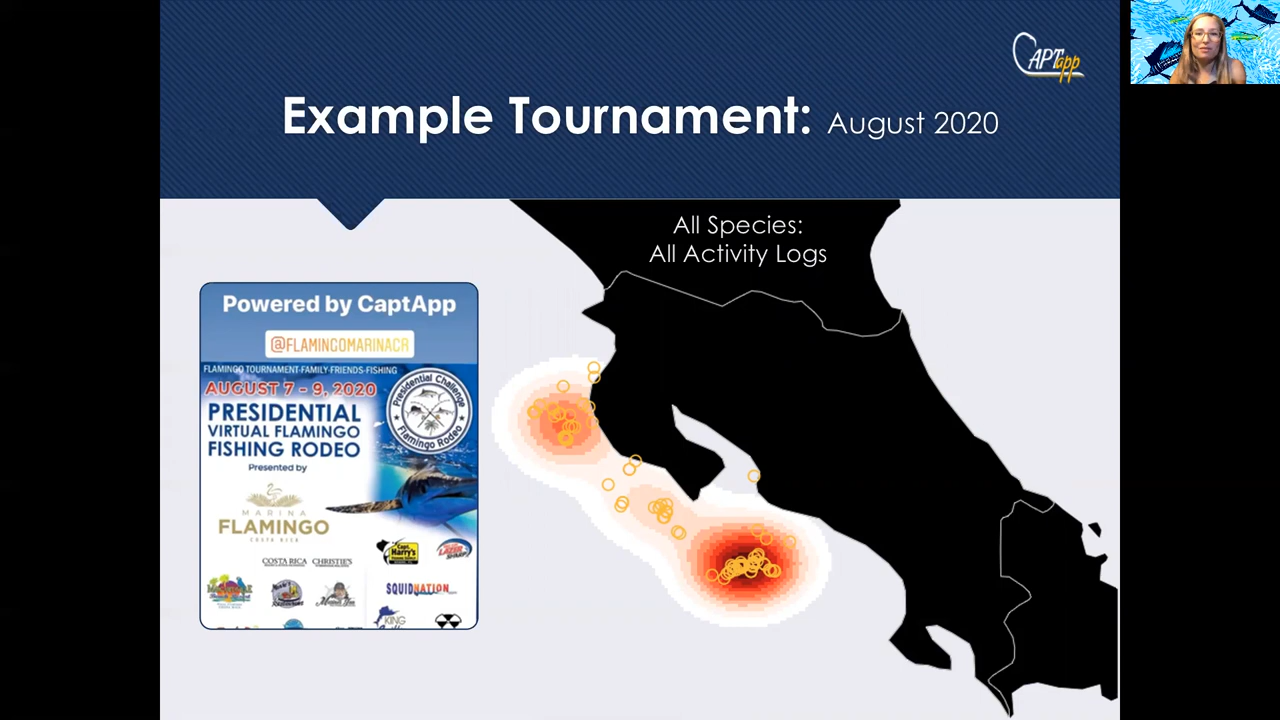 CAPTapp
Example Tournament: August 2020
All Species:
All Activity Logs
Powered by CaptApp
@FLAMINGOMARINACR
FLAMINGO TOURNAMENT-FAMILY-FRIENDS-FISHING
AUGUST 7 - 9, 2020
PRESIDENTIAL
VIRTUAL FLAMINGO
FISHING RODEO
Presented by
Presidential Challenge
Flamingo Rodeo
MARINA
FLAMINGO
COSTA RICA
COSTA RICA
CHRISTIE'S
Capt.
Harry's
SQUIDNATION
KING